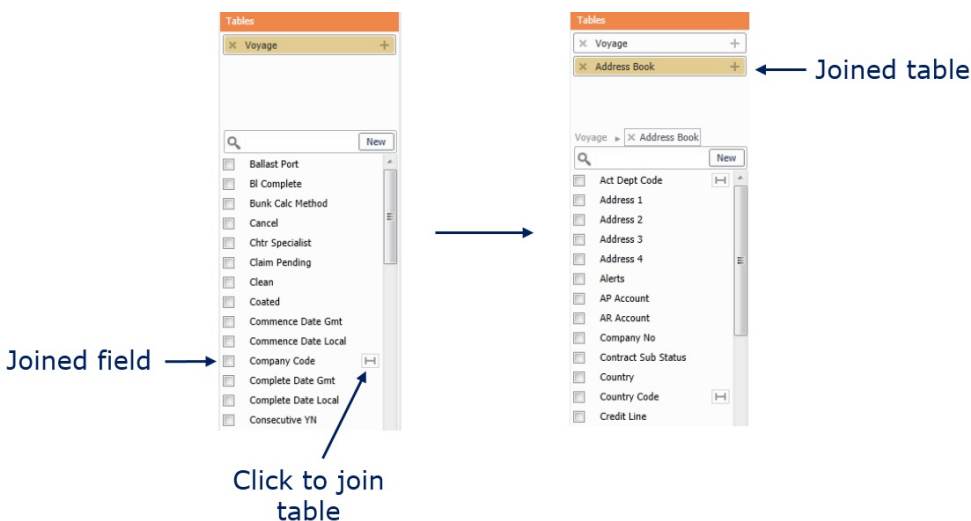 Tables
Voyage
New
Ballast Port
Bl Complete
Bunk Calc Method
Cancel
Chtr Specialist
Claim Pending
Clean
Coated
Commence Date Gmt
Commence Date Local
Company Code
Complete Date Gmt
Complete Date Local
Consecutive YN
Joined field
Click to join
table
Tables
Voyage
Address Book
Joined table
Voyage ▸ Address Book
New
Act Dept Code
Address 1
Address 2
Address 3
Address 4
Alerts
AP Account
AR Account
Company No
Contract Sub Status
Country
Country Code
Credit Line